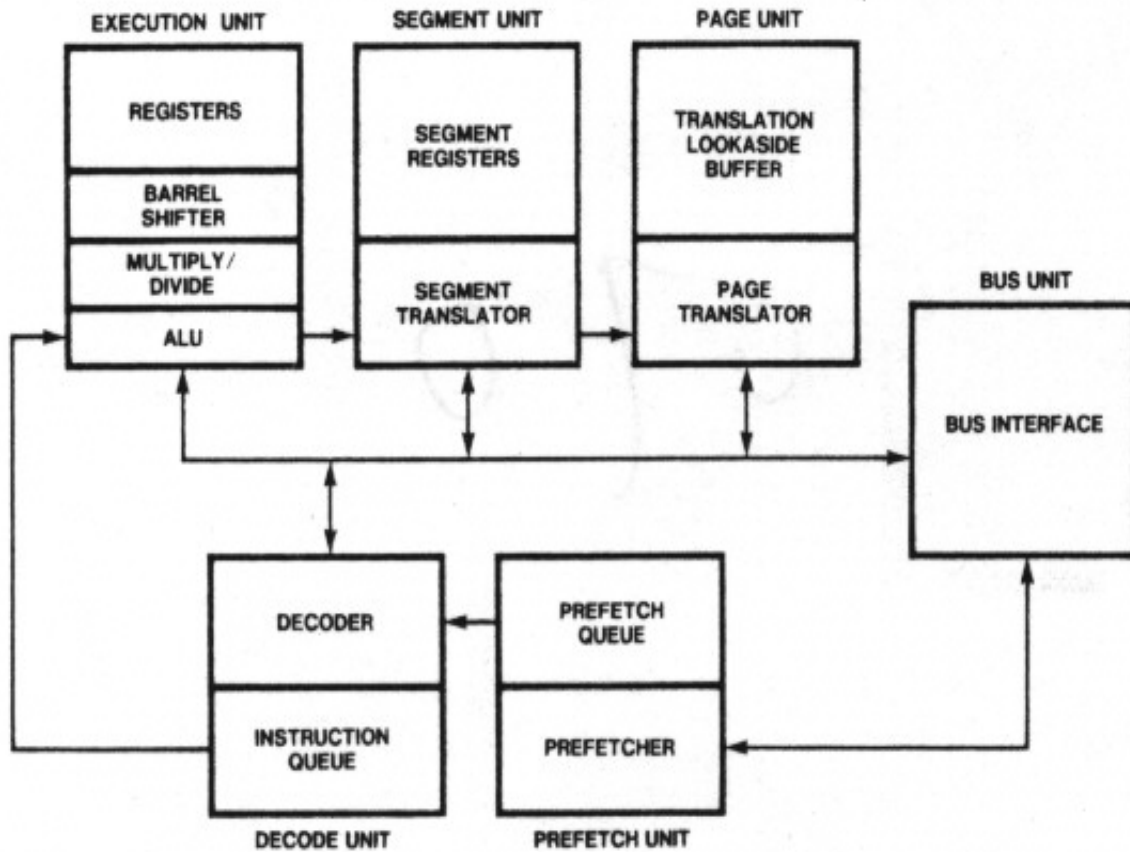 EXECUTION UNIT
REGISTERS
BARREL
SHIFTER
MULTIPLY/
DIVIDE
ALU
SEGMENT UNIT
SEGMENT
REGISTERS
SEGMENT
TRANSLATOR
PAGE UNIT
TRANSLATION
LOOKASIDE
BUFFER
PAGE
TRANSLATOR
BUS UNIT
BUS INTERFACE
DECODER
INSTRUCTION
QUEUE
DECODE UNIT
PREFETCH
QUEUE
PREFETCHER
PREFETCH UNIT